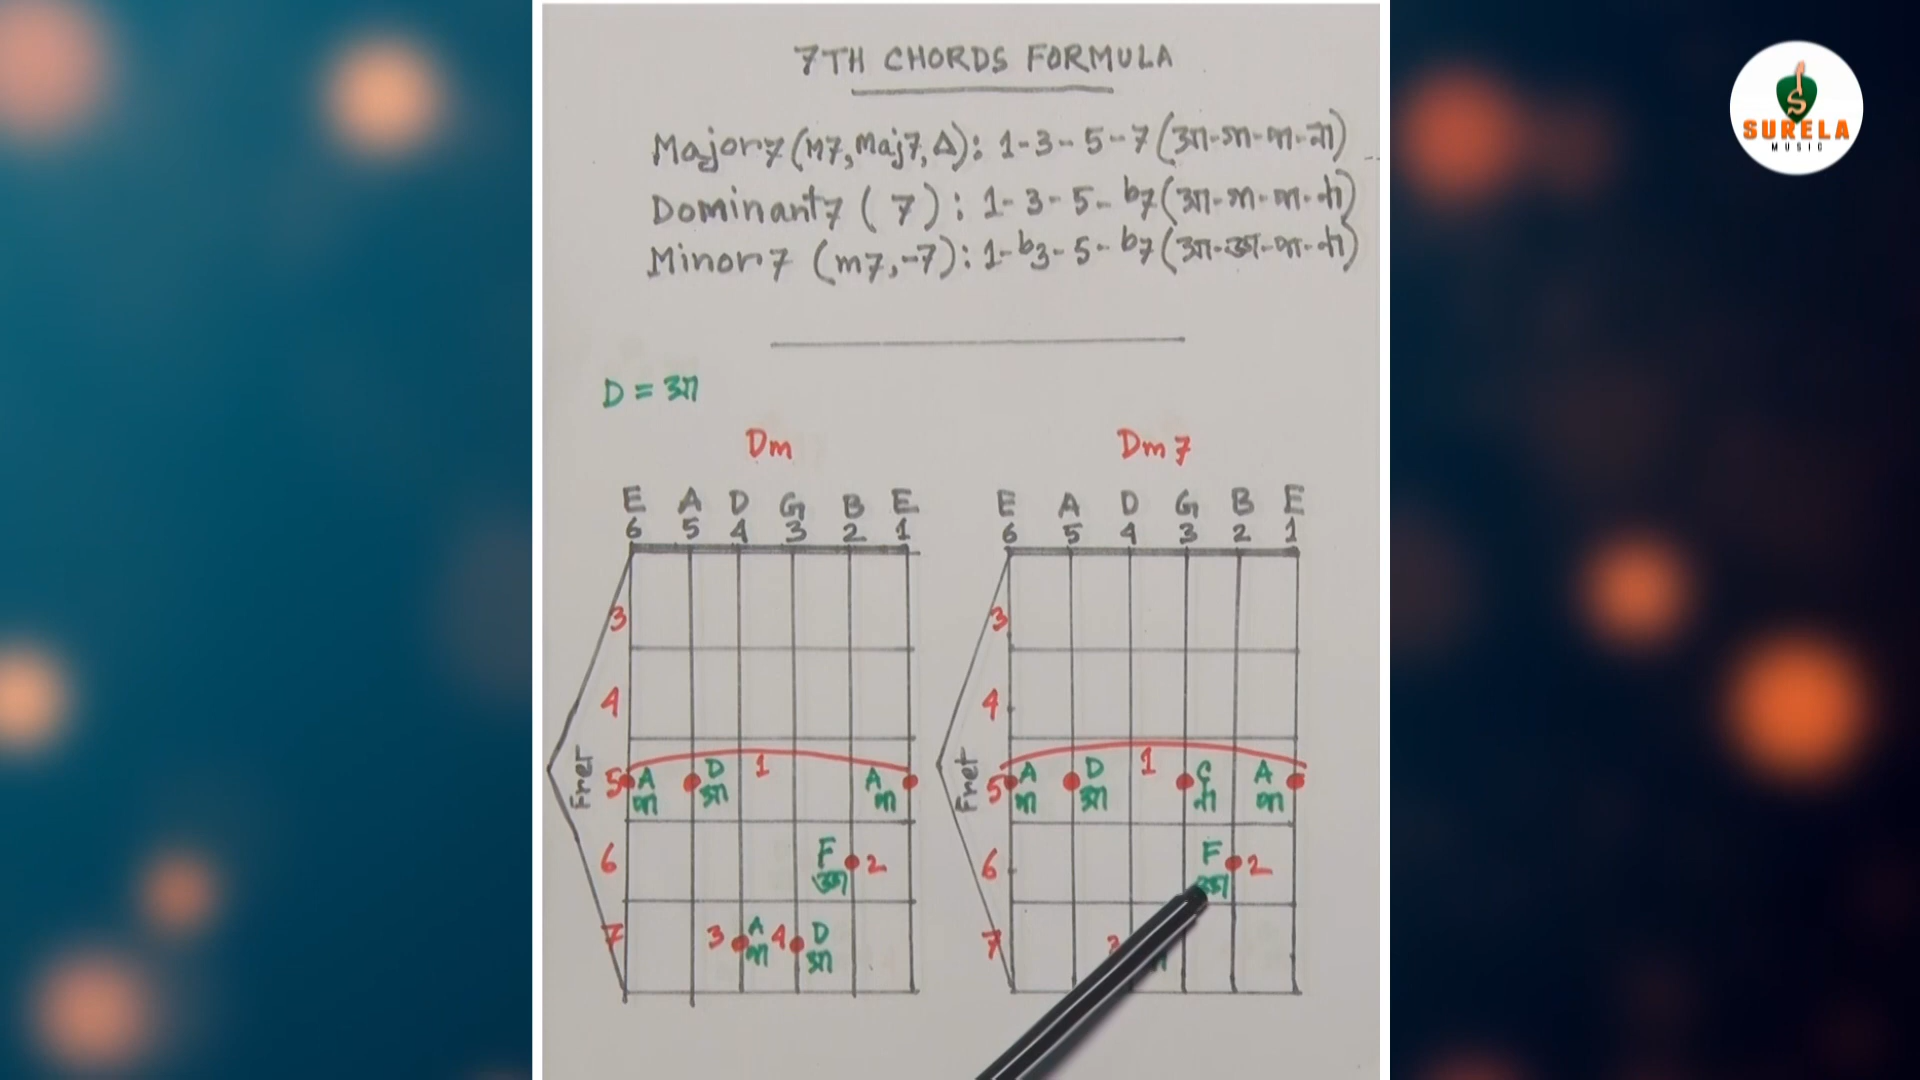 7TH CHORDS FORMULA
Major7 (M7, Maj7, Δ): 1-3-5-7 (সা-গা-পা-না)
Dominant7 (7): 1-3-5-b7 (সা-গা-পা-ণা)
Minor7 (m7, -7): 1-b3-5-b7 (সা-জ্ঞা-পা-ণা)
D = সা
Dm
E A D G B E
6 5 4 3 2 1
3
4
Fret
5 A D 1 A
পা সা পা
6 F 2
জ্ঞা
7 3 A 4 D
পা সা
Dm7
E A D G B E
6 5 4 3 2 1
3
4
Fret
5 A D 1 C A
পা সা ণা পা
6 F 2
জ্ঞা
7
SURELA
MUSIC